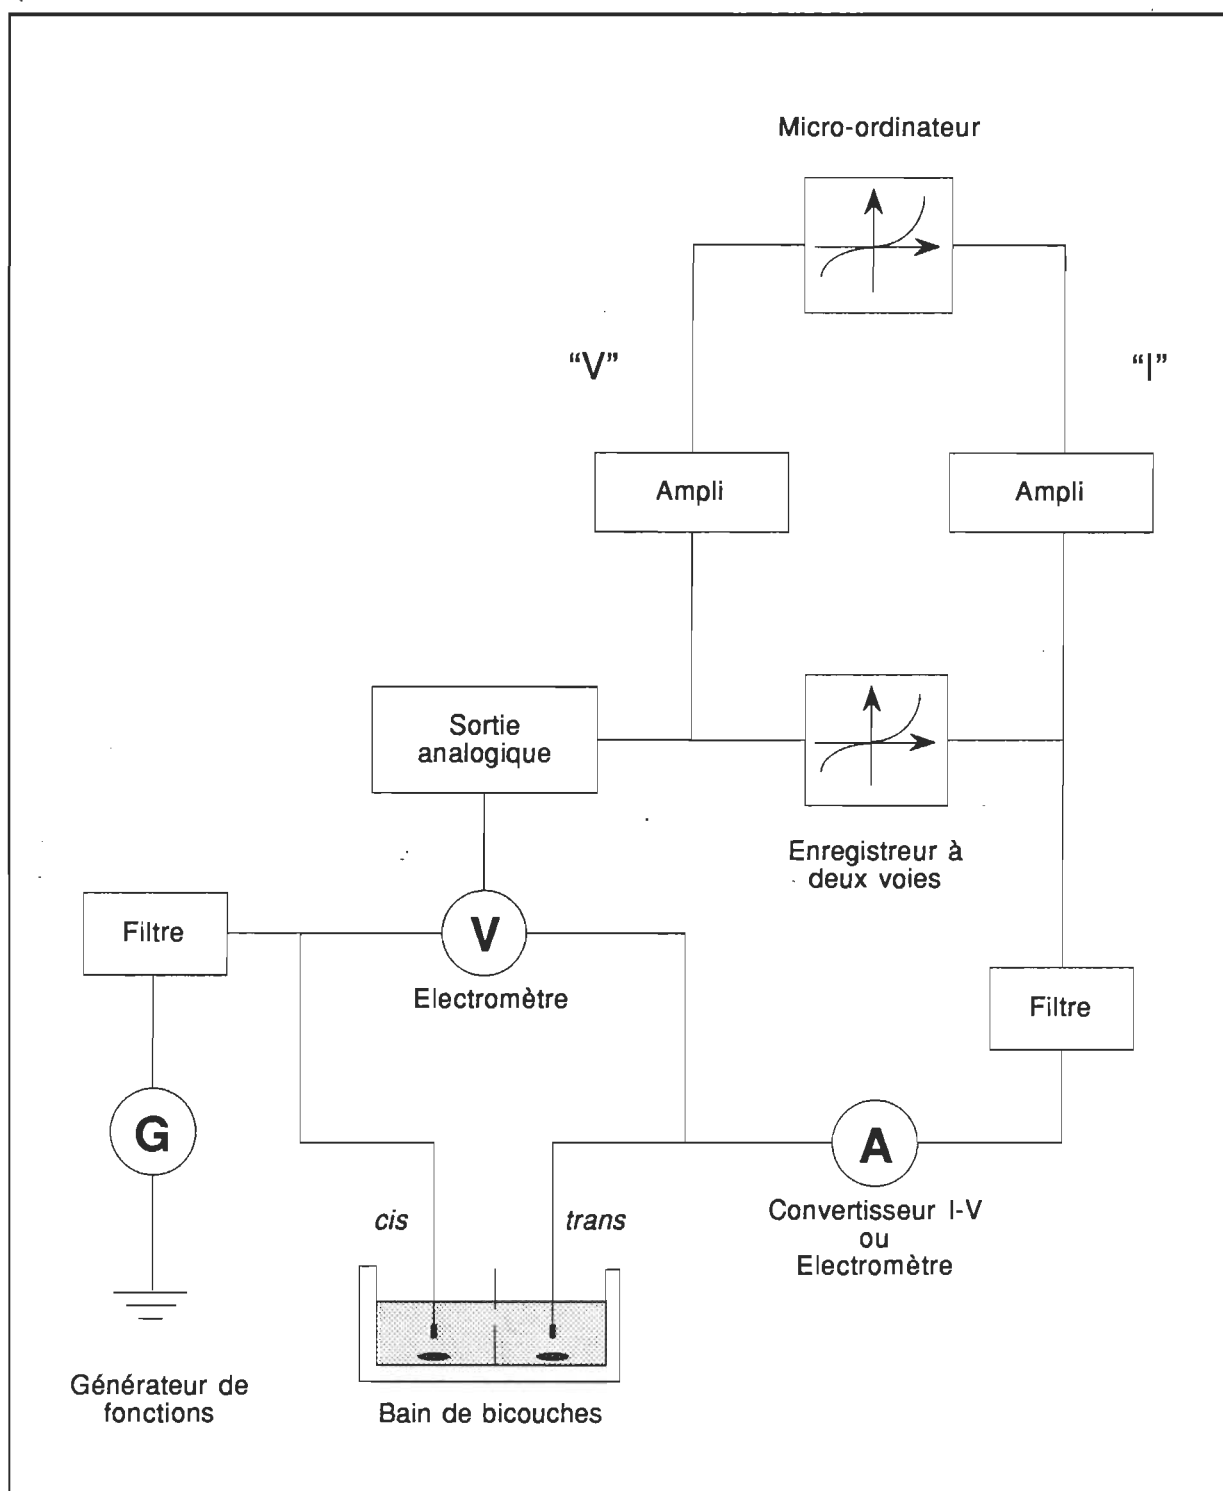 Micro-ordinateur
“V”
“I”
Ampli
Ampli
Sortie
analogique
Enregistreur à
deux voies
Filtre
V
Electromètre
Filtre
G
A
Convertisseur I-V
ou
Electromètre
cis
trans
Générateur de
fonctions
Bain de bicouches